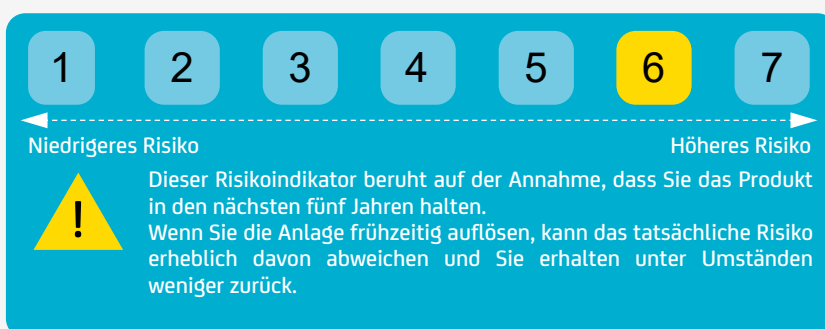 1 2 3 4 5 6 7
Niedrigeres Risiko Höheres Risiko
!
Dieser Risikoindikator beruht auf der Annahme, dass Sie das Produkt
in den nächsten fünf Jahren halten.
Wenn Sie die Anlage frühzeitig auflösen, kann das tatsächliche Risiko
erheblich davon abweichen und Sie erhalten unter Umständen
weniger zurück.